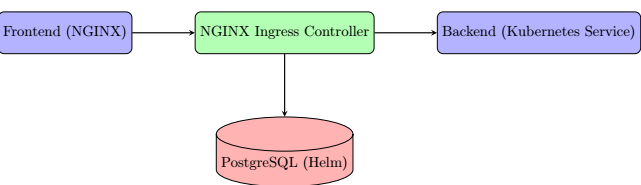 Frontend (NGINX)
NGINX Ingress Controller
Backend (Kubernetes Service)
PostgreSQL (Helm)